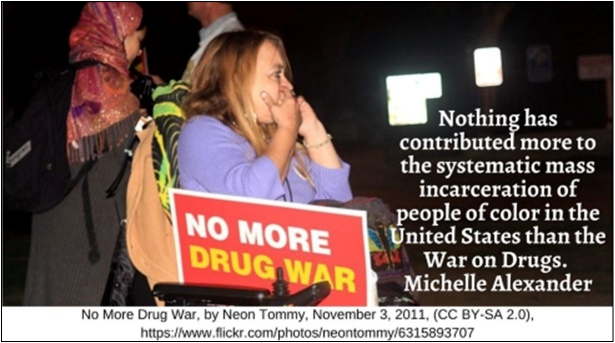 Nothing has
contributed more to
the systematic mass
incarceration of
people of color in the
United States than the
War on Drugs.
Michelle Alexander
NO MORE
DRUG WAR
No More Drug War, by Neon Tommy, November 3, 2011, (CC BY-SA 2.0),
https://www.flickr.com/photos/neontommy/6315893707